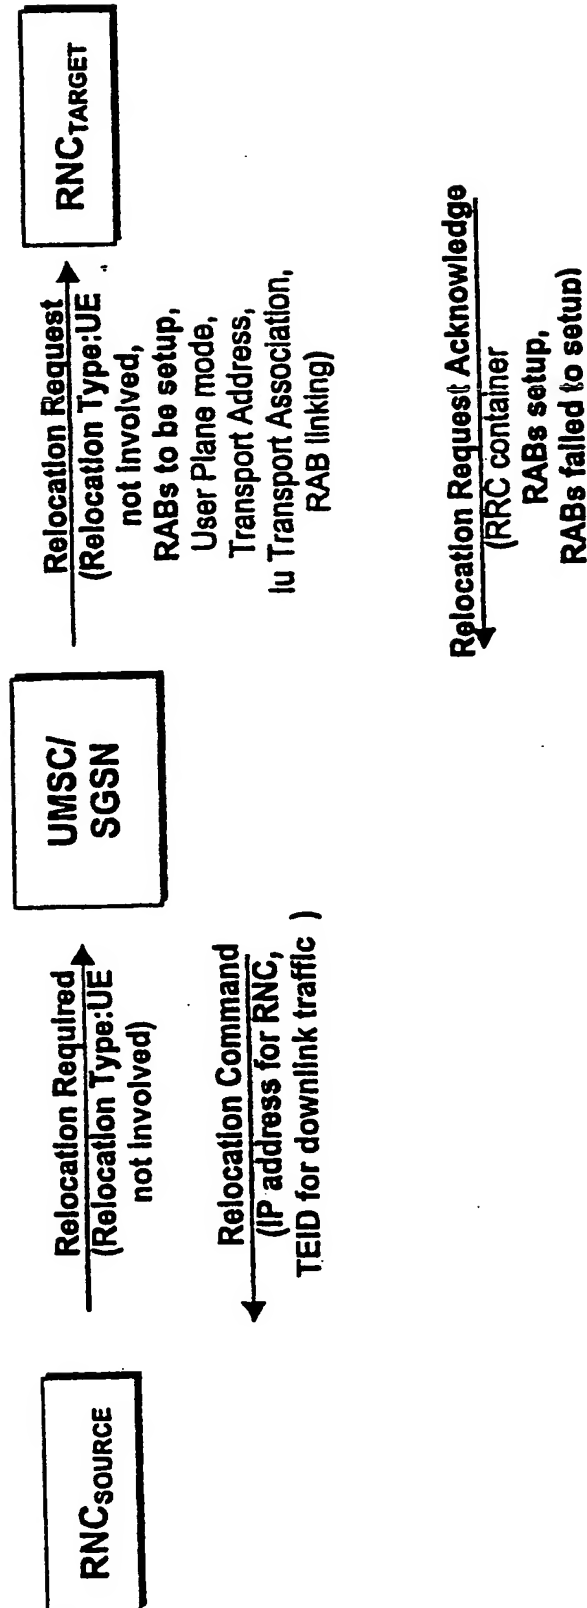 RNCSOURCE
Relocation Required
(Relocation Type:UE
not involved)
Relocation Command
(IP address for RNC,
TEID for downlink traffic )
UMSC/
SGSN
Relocation Request
(Relocation Type:UE
not involved,
RABs to be setup,
User Plane mode,
Transport Address,
Iu Transport Association,
RAB linking)
Relocation Request Acknowledge
(RRC container
RABs setup,
RABs failed to setup)
RNCTARGET